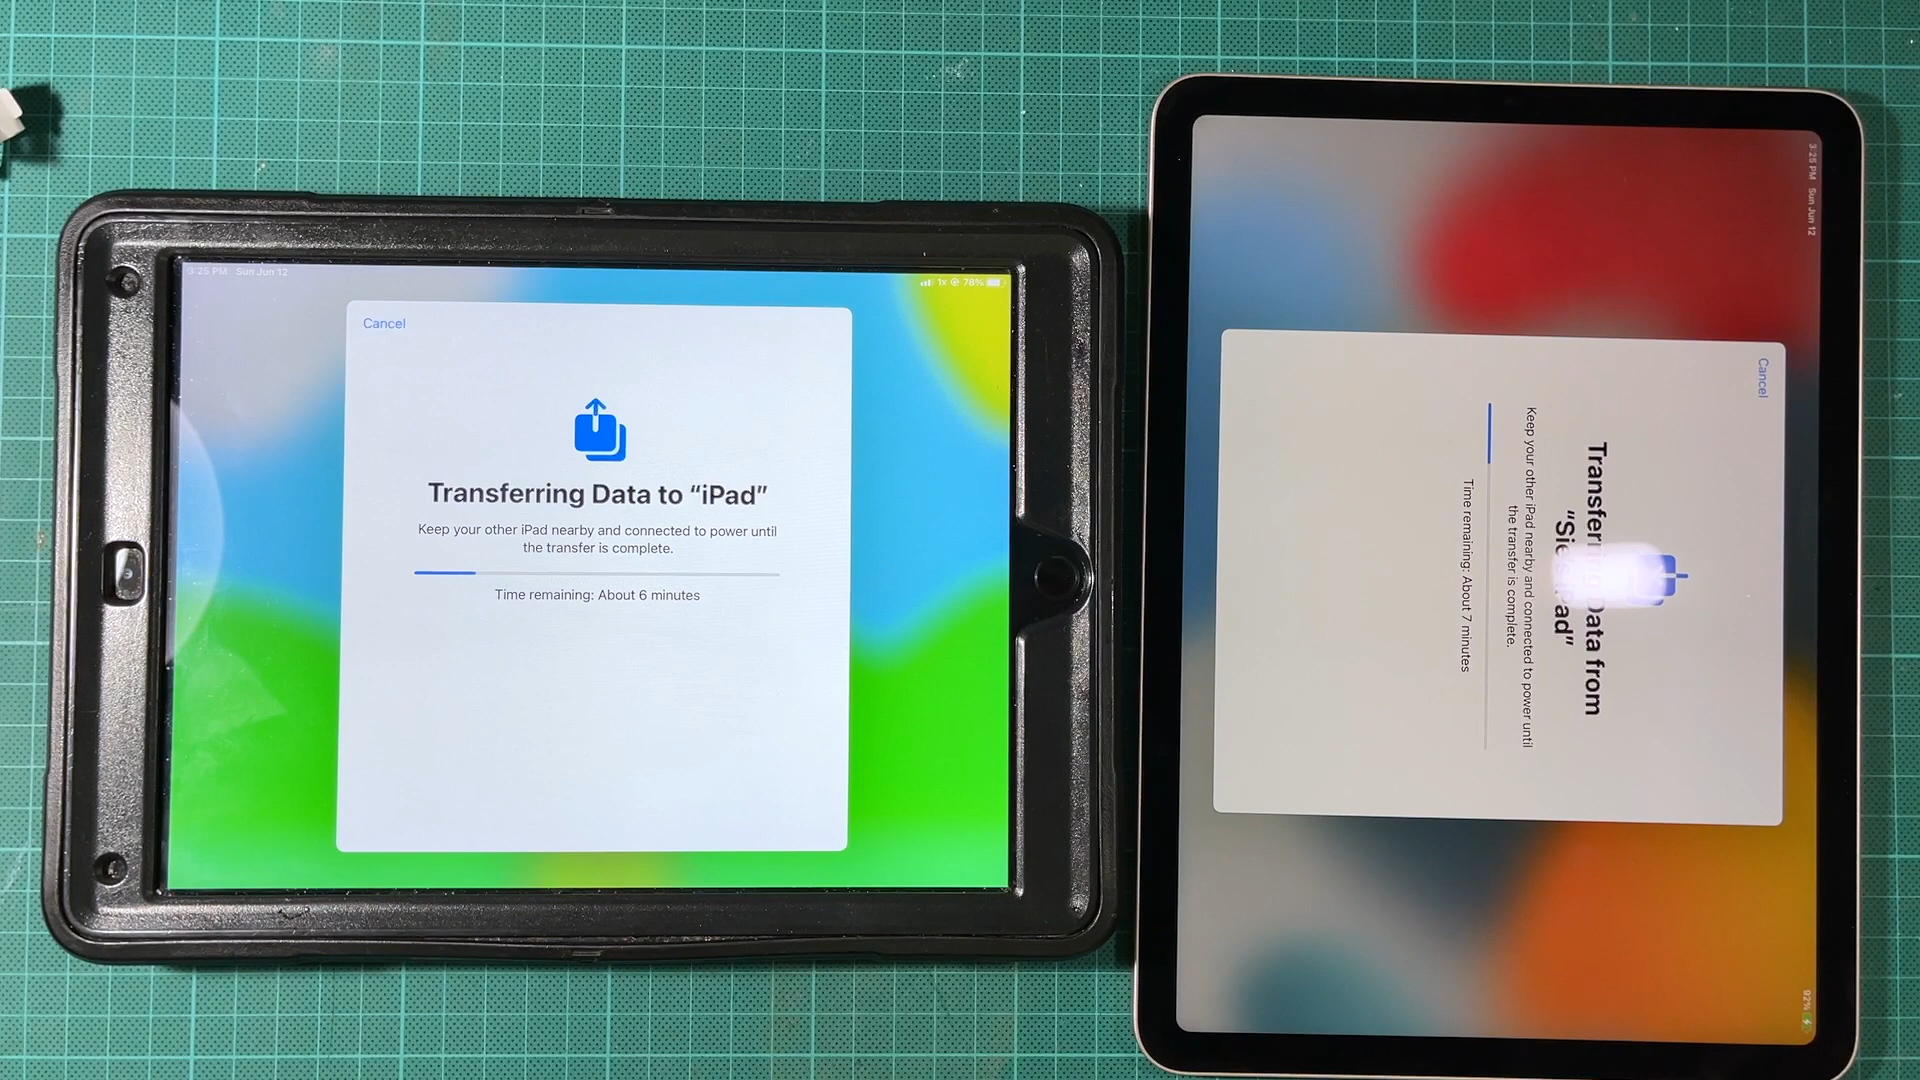 3:25 PM Sun Jun 12
1x 78%
Cancel
Transferring Data to “iPad”
Keep your other iPad nearby and connected to power until
the transfer is complete.
Time remaining: About 6 minutes
3:25 PM Sun Jun 12
92%
Cancel
Data from
Keep your other iPad nearby and connected to power until
the transfer is complete.
Time remaining: About 7 minutes